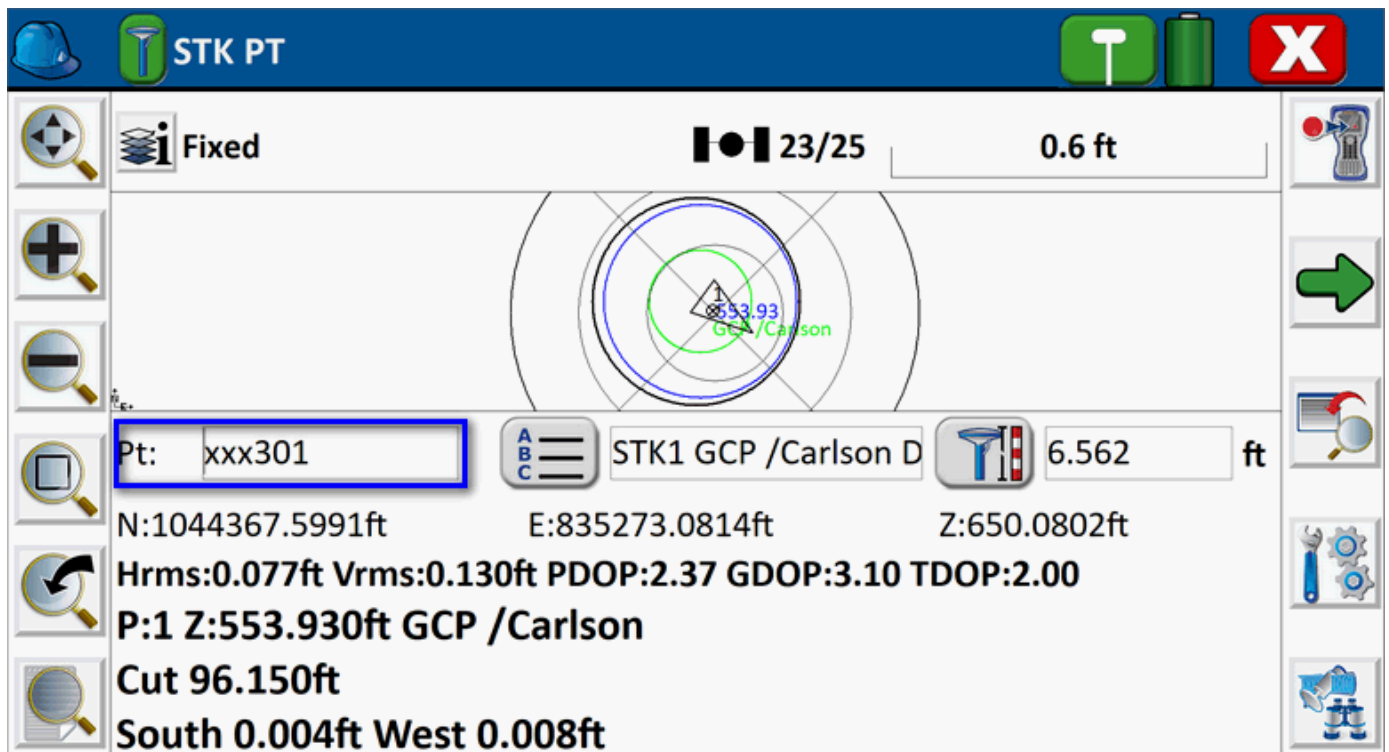 STK PT
Fixed
23/25
0.6 ft
1
553.93
GCP /Carlson
Pt: xxx301
A B C
STK1 GCP /Carlson D
6.562 ft
N:1044367.5991ft E:835273.0814ft Z:650.0802ft
Hrms:0.077ft Vrms:0.130ft PDOP:2.37 GDOP:3.10 TDOP:2.00
P:1 Z:553.930ft GCP /Carlson
Cut 96.150ft
South 0.004ft West 0.008ft